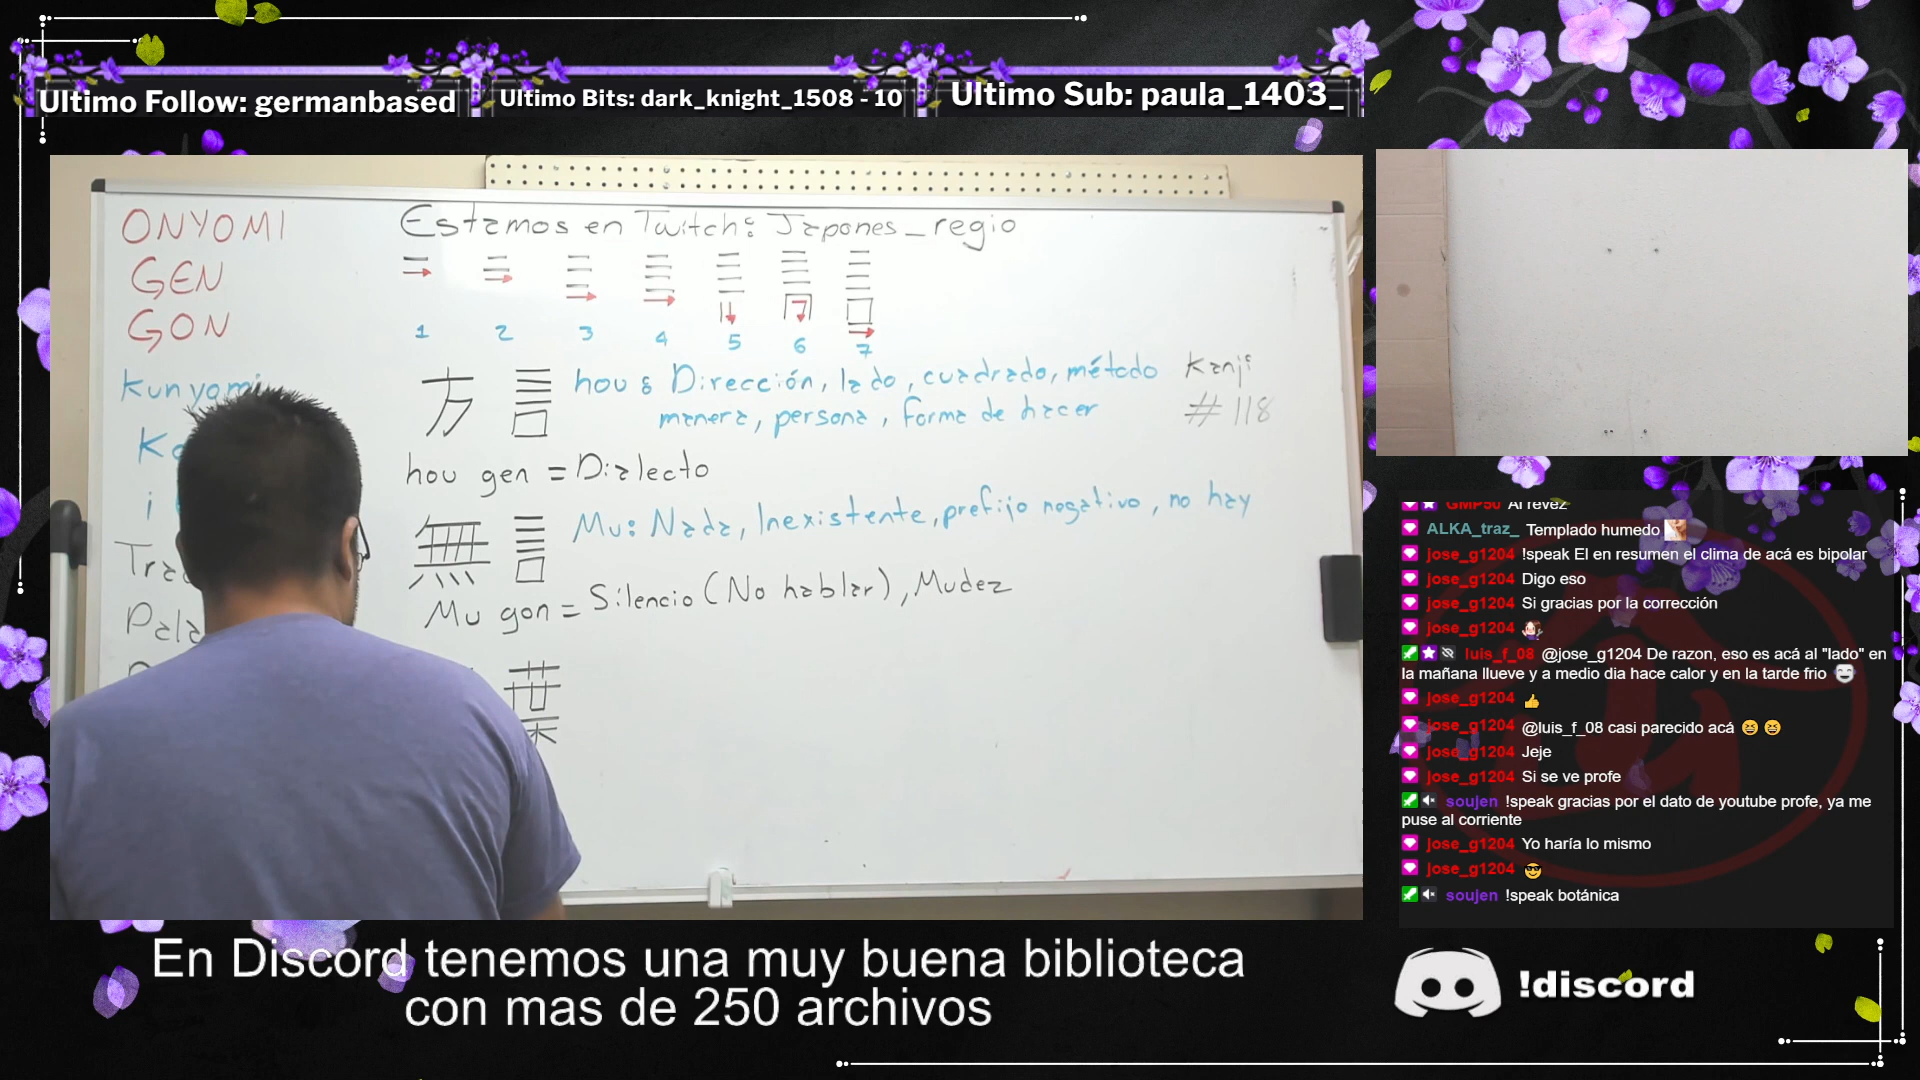 Ultimo Follow: germanbased
Ultimo Bits: dark_knight_1508 - 10
Ultimo Sub: paula_1403_
ONYOMI
GEN
GON
Kunyomi
Estamos en Twitch: Japones_regio
1 2 3 4 5 6 7
方 言 hou: Dirección, lado, cuadrado, método
manera, persona, forma de hacer
Kanji
#118
hou gen = Dialecto
無 言 Mu: Nada, Inexistente, prefijo negativo, no hay
Mu gon = Silencio (No hablar), Mudez
葉
GMP50 Al revez
ALKA_traz_ Templado humedo
jose_g1204 !speak El en resumen el clima de acá es bipolar
jose_g1204 Digo eso
jose_g1204 Si gracias por la corrección
jose_g1204
luis_f_08 @jose_g1204 De razon, eso es acá al "lado" en
la mañana llueve y a medio dia hace calor y en la tarde frio
jose_g1204
jose_g1204 @luis_f_08 casi parecido acá
jose_g1204 Jeje
jose_g1204 Si se ve profe
soujen !speak gracias por el dato de youtube profe, ya me
puse al corriente
jose_g1204 Yo haría lo mismo
jose_g1204
soujen !speak botánica
En Discord tenemos una muy buena biblioteca
con mas de 250 archivos
!discord